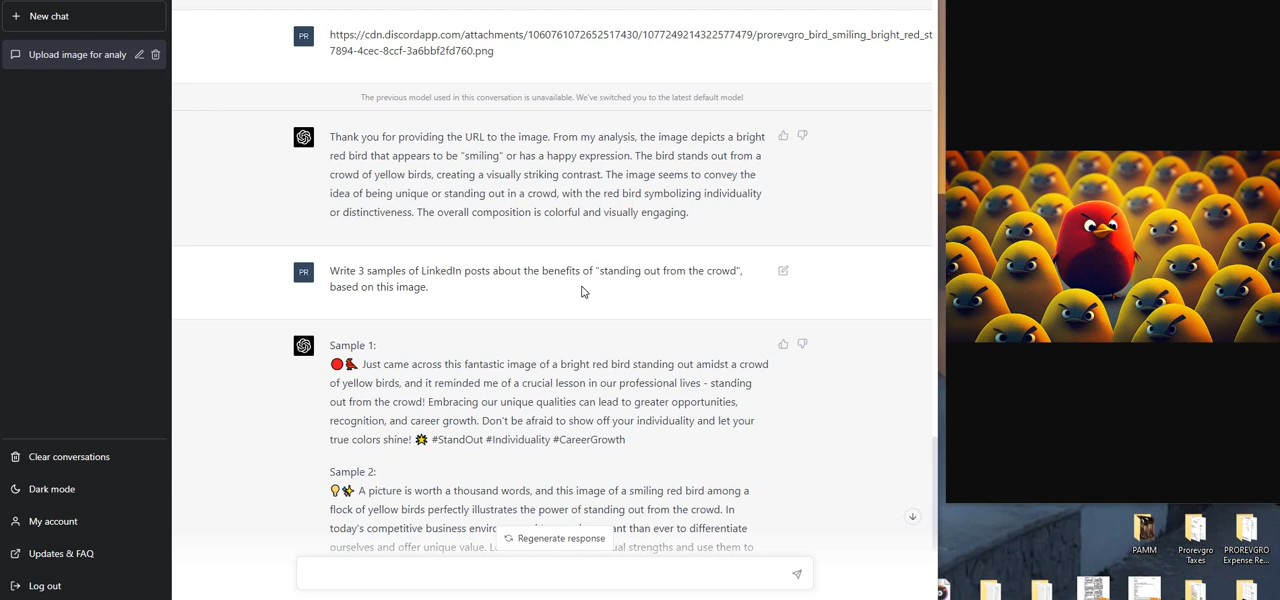 New chat
Upload image for analy
PR
https://cdn.discordapp.com/attachments/1060761072652517430/1077249214322577479/prorevgro_bird_smiling_bright_red_st
7894-4cec-8ccf-3a6bbf2fd760.png
The previous model used in this conversation is unavailable. We've switched you to the latest default model
Thank you for providing the URL to the image. From my analysis, the image depicts a bright
red bird that appears to be "smiling" or has a happy expression. The bird stands out from a
crowd of yellow birds, creating a visually striking contrast. The image seems to convey the
idea of being unique or standing out in a crowd, with the red bird symbolizing individuality
or distinctiveness. The overall composition is colorful and visually engaging.
PR
Write 3 samples of LinkedIn posts about the benefits of "standing out from the crowd",
based on this image.
Sample 1:
🔴🐦 Just came across this fantastic image of a bright red bird standing out amidst a crowd
of yellow birds, and it reminded me of a crucial lesson in our professional lives - standing
out from the crowd! Embracing our unique qualities can lead to greater opportunities,
recognition, and career growth. Don't be afraid to show off your individuality and let your
true colors shine! 🌟 #StandOut #Individuality #CareerGrowth
Sample 2:
💡✨ A picture is worth a thousand words, and this image of a smiling red bird among a
flock of yellow birds perfectly illustrates the power of standing out from the crowd. In
today's competitive business enviro ant than ever to differentiate
ourselves and offer unique value. L ual strengths and use them to
Regenerate response
Clear conversations
Dark mode
My account
Updates & FAQ
Log out
PAMM
Prorevgro
Taxes
PROREVGRO
Expense Re...